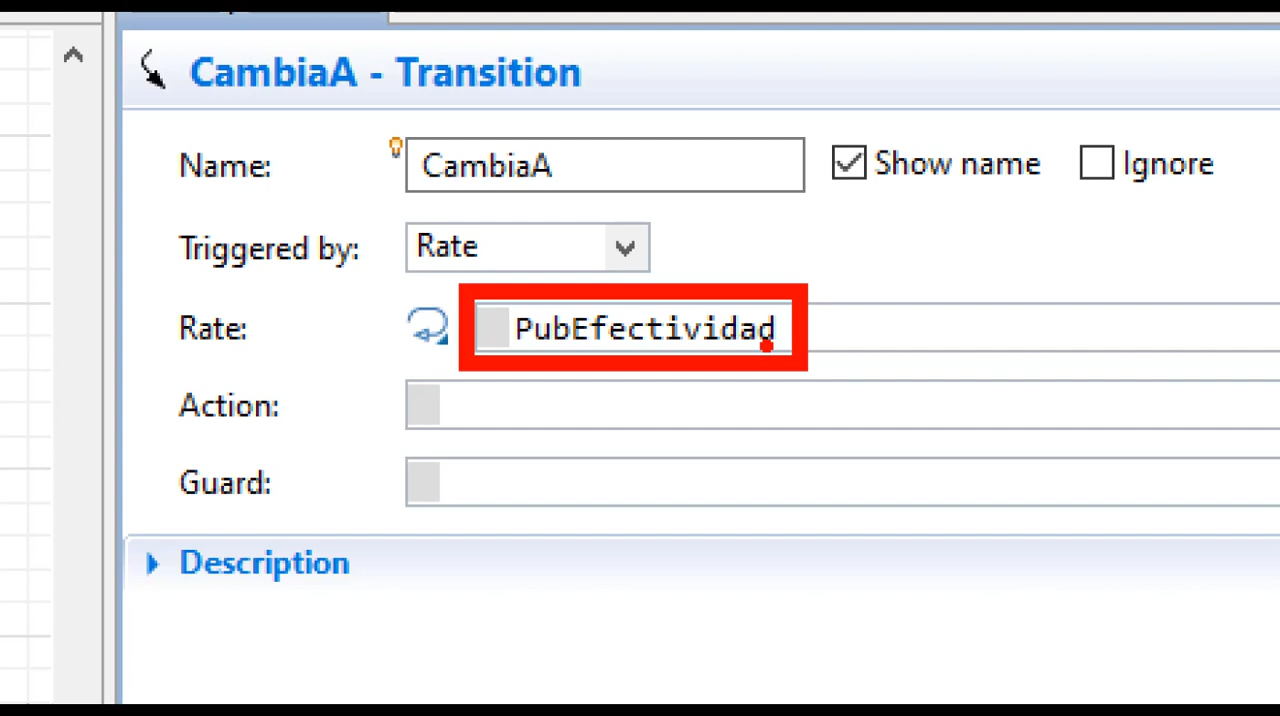 CambiaA - Transition
Name: CambiaA Show name Ignore
Triggered by: Rate
Rate: PubEfectividad
Action:
Guard:
Description